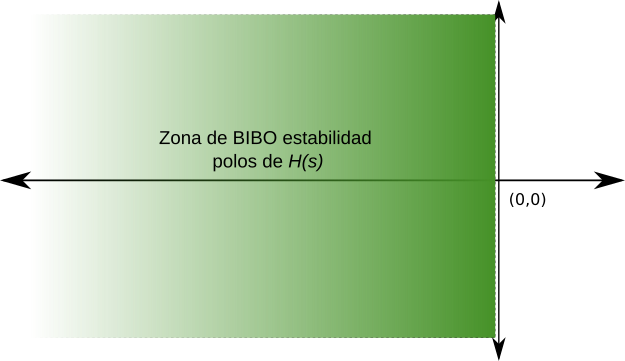 Zona de BIBO estabilidad
polos de H(s)
(0,0)